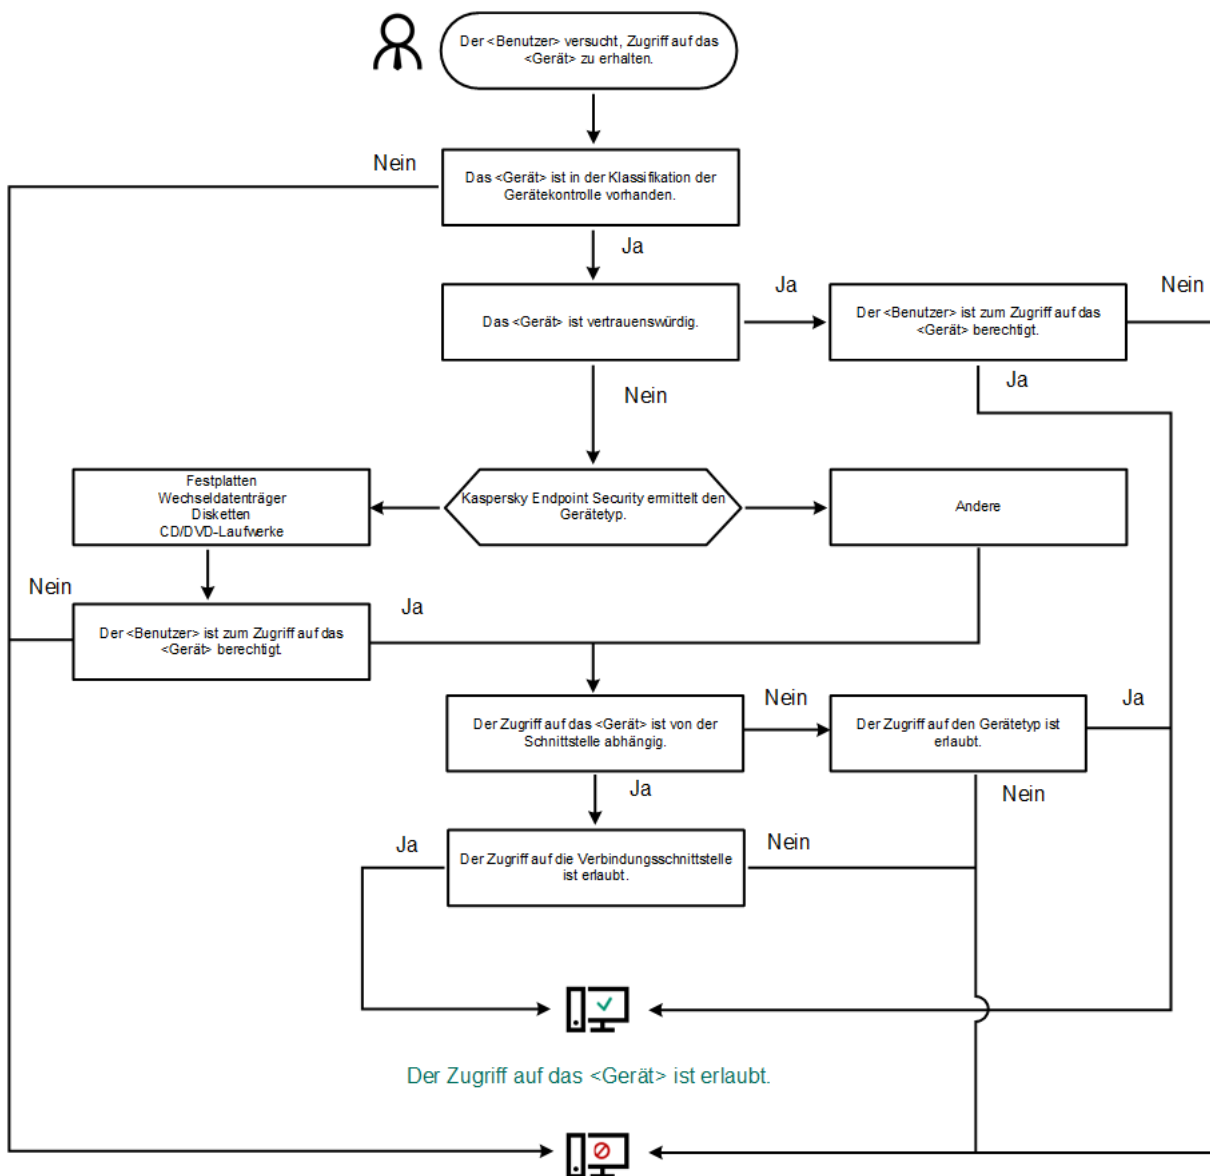 Der <Benutzer> versucht, Zugriff auf das
<Gerät> zu erhalten.
Nein
Das <Gerät> ist in der Klassifikation der
Gerätekontrolle vorhanden.
Ja
Das <Gerät> ist vertrauenswürdig.
Ja
Der <Benutzer> ist zum Zugriff auf das
<Gerät> berechtigt.
Nein
Ja
Nein
Festplatten
Wechseldatenträger
Disketten
CD/DVD-Laufwerke
Kaspersky Endpoint Security ermittelt den
Gerätetyp.
Andere
Nein
Der <Benutzer> ist zum Zugriff auf das
<Gerät> berechtigt.
Ja
Der Zugriff auf das <Gerät> ist von der
Schnittstelle abhängig.
Nein
Der Zugriff auf den Gerätetyp ist
erlaubt.
Ja
Ja
Nein
Ja
Der Zugriff auf die Verbindungsschnittstelle
ist erlaubt.
Nein
Der Zugriff auf das <Gerät> ist erlaubt.